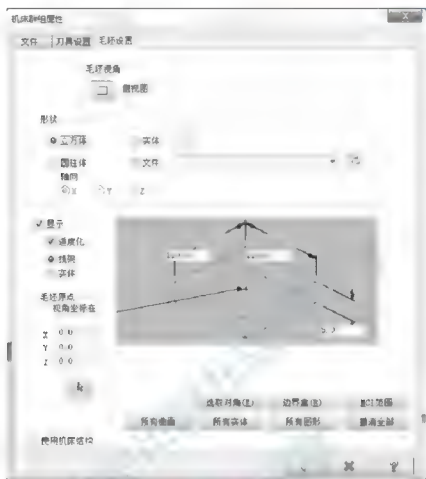 机床群组属性
文件 刀具设置 毛坯设置
毛坯视角
俯视图
形状
立方体 实体
圆柱体 文件
轴向
X Y Z
显示
适度化
线架
实体
毛坯原点
视角坐标在
X 0.0
Y 0.0
Z 0.0
选取对角(E) 边界盒(B) NCI范围
所有曲面 所有实体 所有图形 撤消全部
使用机床结构